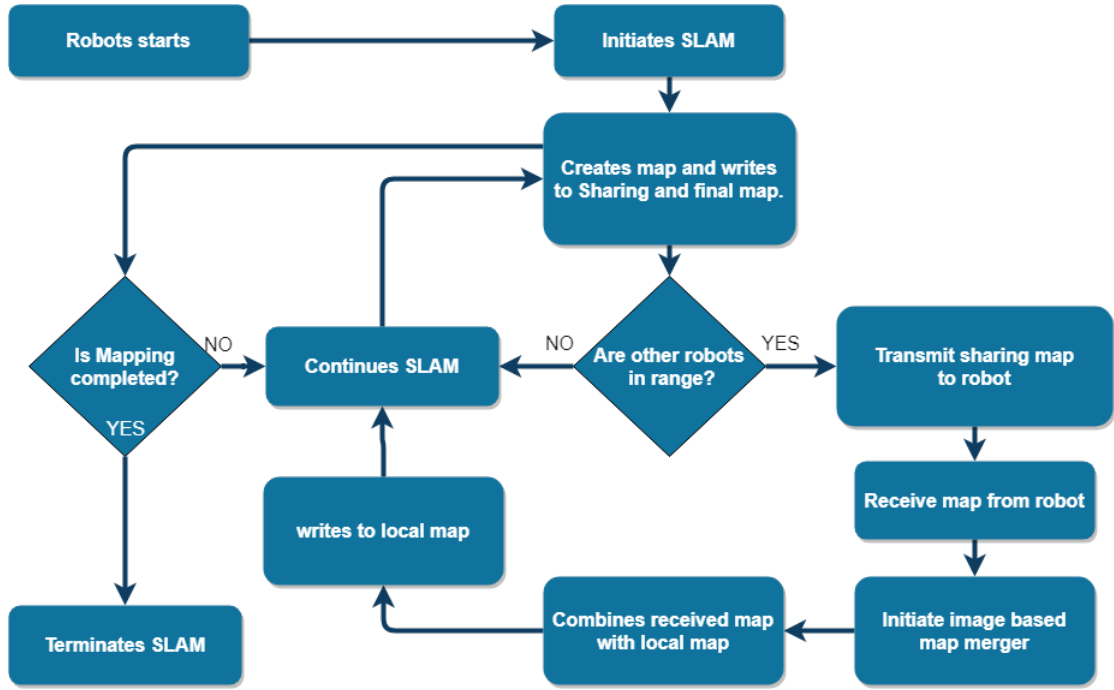 Robots starts
Initiates SLAM
Creates map and writes
to Sharing and final map.
Is Mapping
completed?
NO
YES
Continues SLAM
NO
Are other robots
in range?
YES
Transmit sharing map
to robot
Receive map from robot
writes to local map
Terminates SLAM
Combines received map
with local map
Initiate image based
map merger